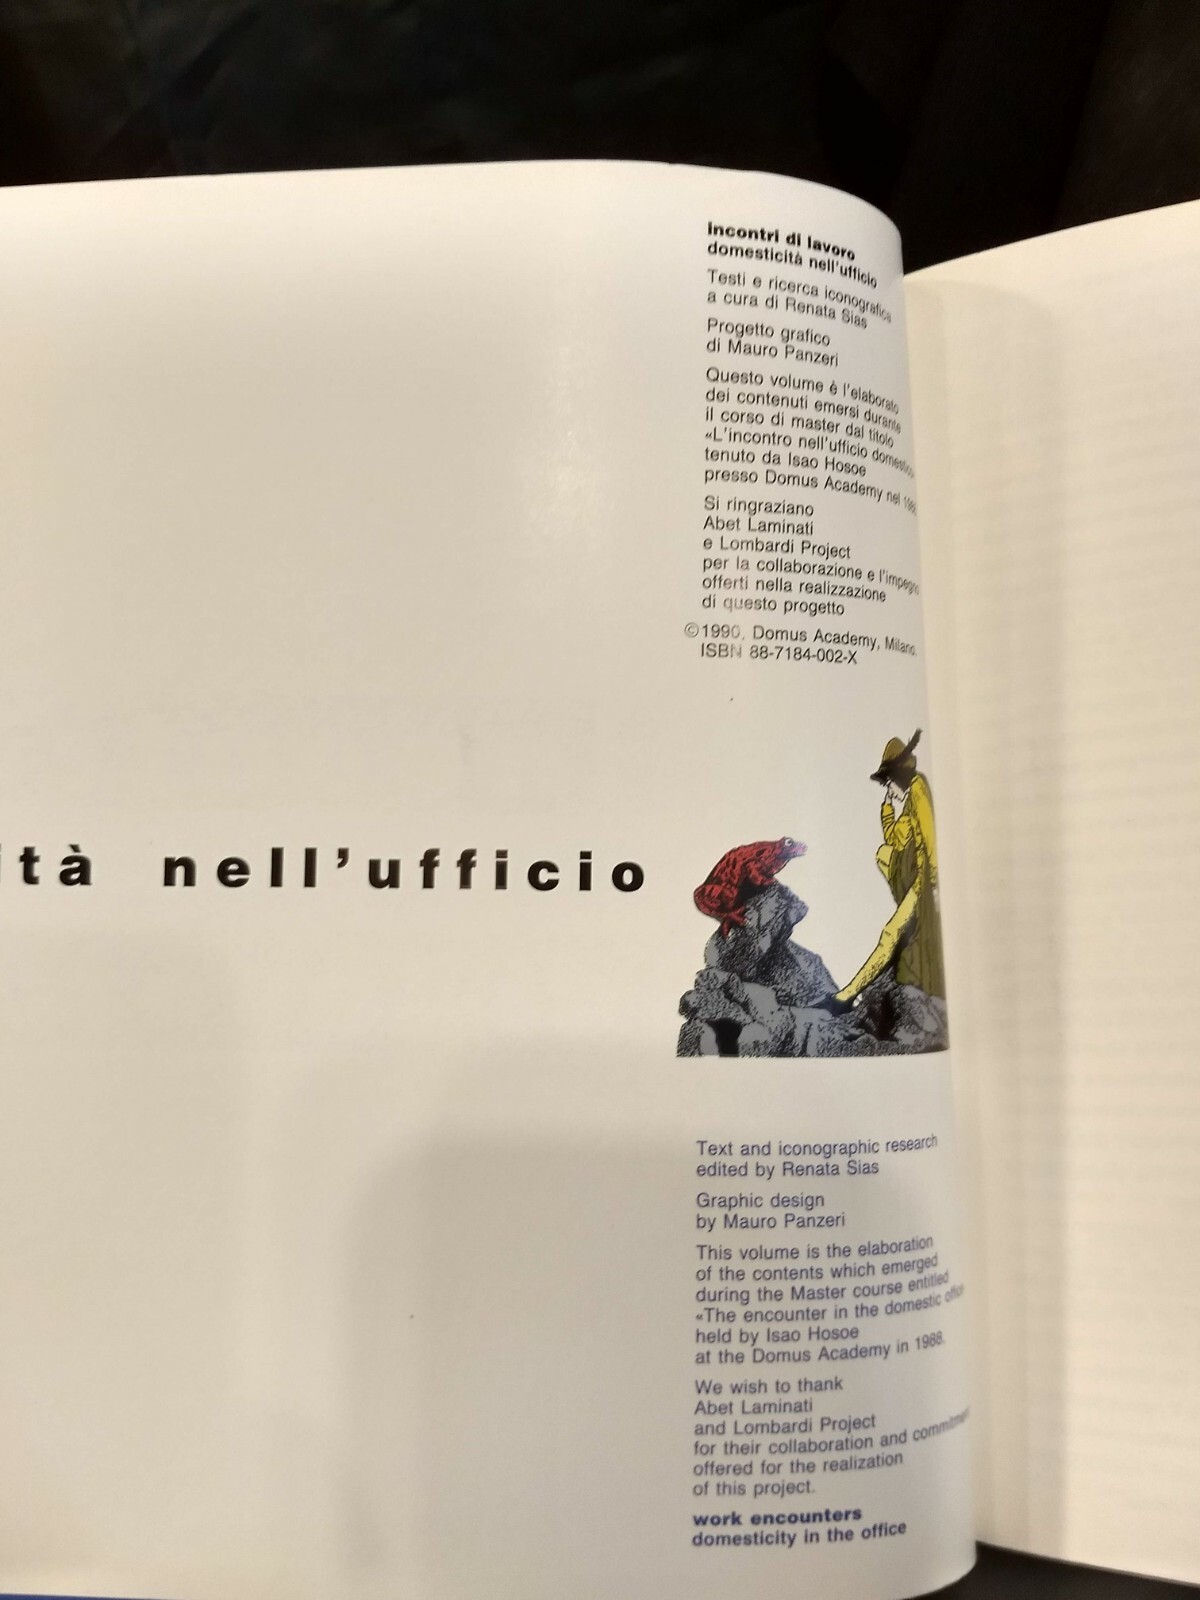 incontri di lavoro
domesticità nell'ufficio
Testi e ricerca iconografica
a cura di Renata Sias
Progetto grafico
di Mauro Panzeri
Questo volume è l'elaborato
dei contenuti emersi durante
il corso di master dal titolo
«L'incontro nell'ufficio
tenuto da Isao Hosoe
presso Domus Academy nel
Si ringraziano
Abet Laminati
e Lombardi Project
per la collaborazione e l'impegno
offerti nella realizzazione
di questo progetto
©1990, Domus Academy, Milano.
ISBN 88-7184-002-X
ità nell'ufficio
Text and iconographic research
edited by Renata Sias
Graphic design
by Mauro Panzeri
This volume is the elaboration
of the contents which emerged
during the Master course entitled
«The encounter in the domestic
held by Isao Hosoe
at the Domus Academy in 1988.
We wish to thank
Abet Laminati
and Lombardi Project
for their collaboration and commitment
offered for the realization
of this project.
work encounters
domesticity in the office